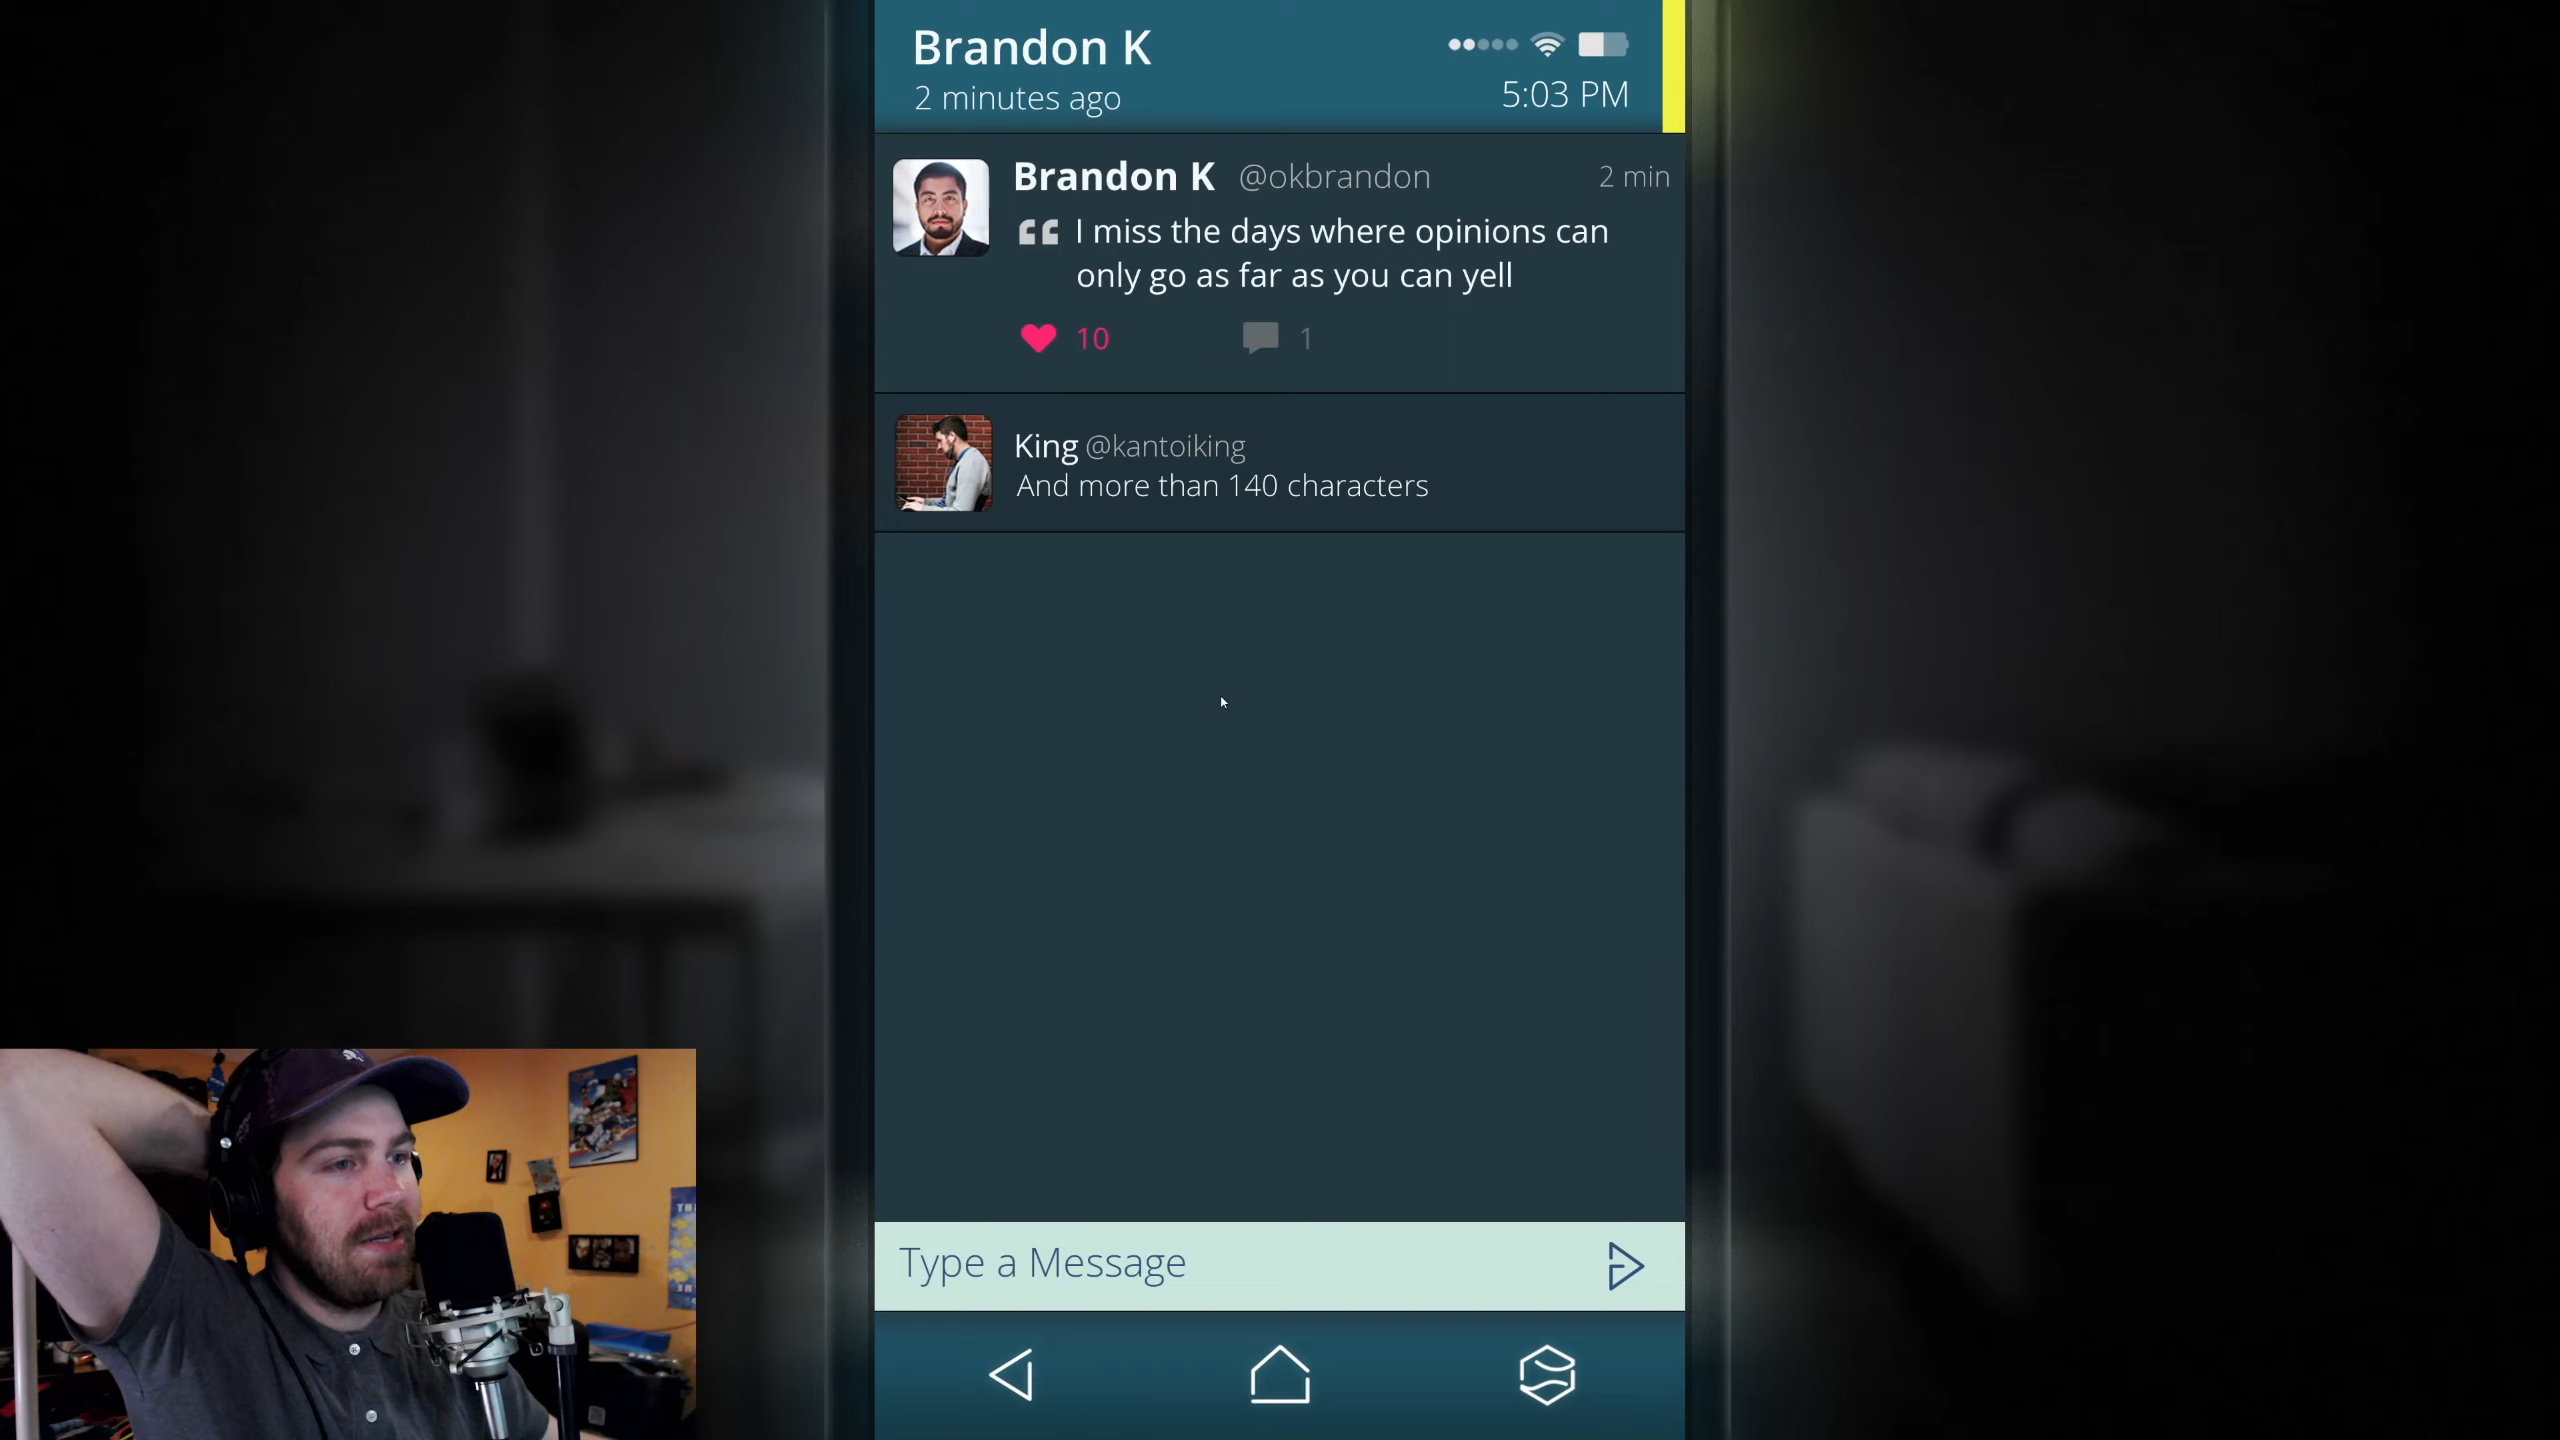 Brandon K
2 minutes ago
5:03 PM
Brandon K @okbrandon 2 min
I miss the days where opinions can
only go as far as you can yell
10 1
King @kantoiking
And more than 140 characters
Type a Message